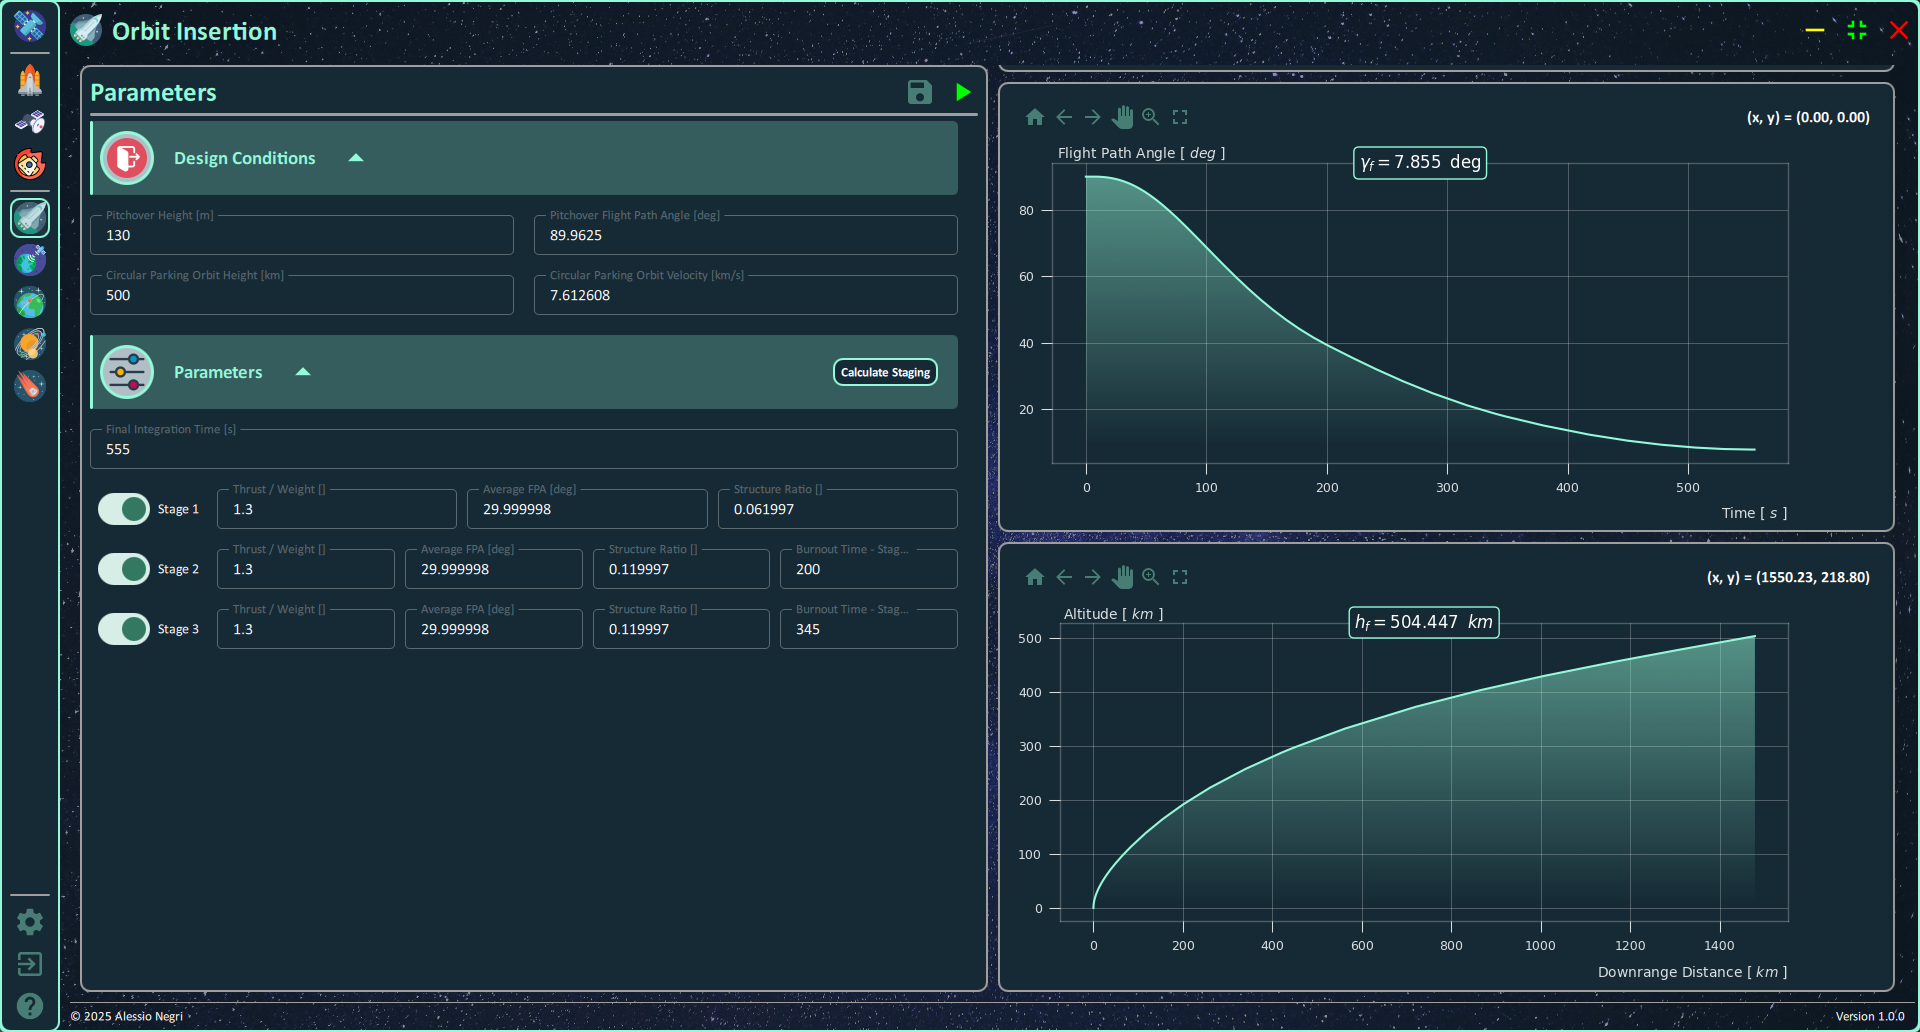 Orbit Insertion
Parameters
Design Conditions
Pitchover Height [m]
130
Pitchover Flight Path Angle [deg]
89.9625
Circular Parking Orbit Height [km]
500
Circular Parking Orbit Velocity [km/s]
7.612608
Parameters
Calculate Staging
Final Integration Time [s]
555
Stage 1
Thrust / Weight []
1.3
Average FPA [deg]
29.999998
Structure Ratio []
0.061997
Stage 2
Thrust / Weight []
1.3
Average FPA [deg]
29.999998
Structure Ratio []
0.119997
Burnout Time - Stag...
200
Stage 3
Thrust / Weight []
1.3
Average FPA [deg]
29.999998
Structure Ratio []
0.119997
Burnout Time - Stag...
345
(x, y) = (0.00, 0.00)
Flight Path Angle [ deg ]
γf = 7.855 deg
80
60
40
20
0 100 200 300 400 500
Time [ s ]
(x, y) = (1550.23, 218.80)
Altitude [ km ]
hf = 504.447 km
500
400
300
200
100
0
0 200 400 600 800 1000 1200 1400
Downrange Distance [ km ]
© 2025 Alessio Negri
Version 1.0.0